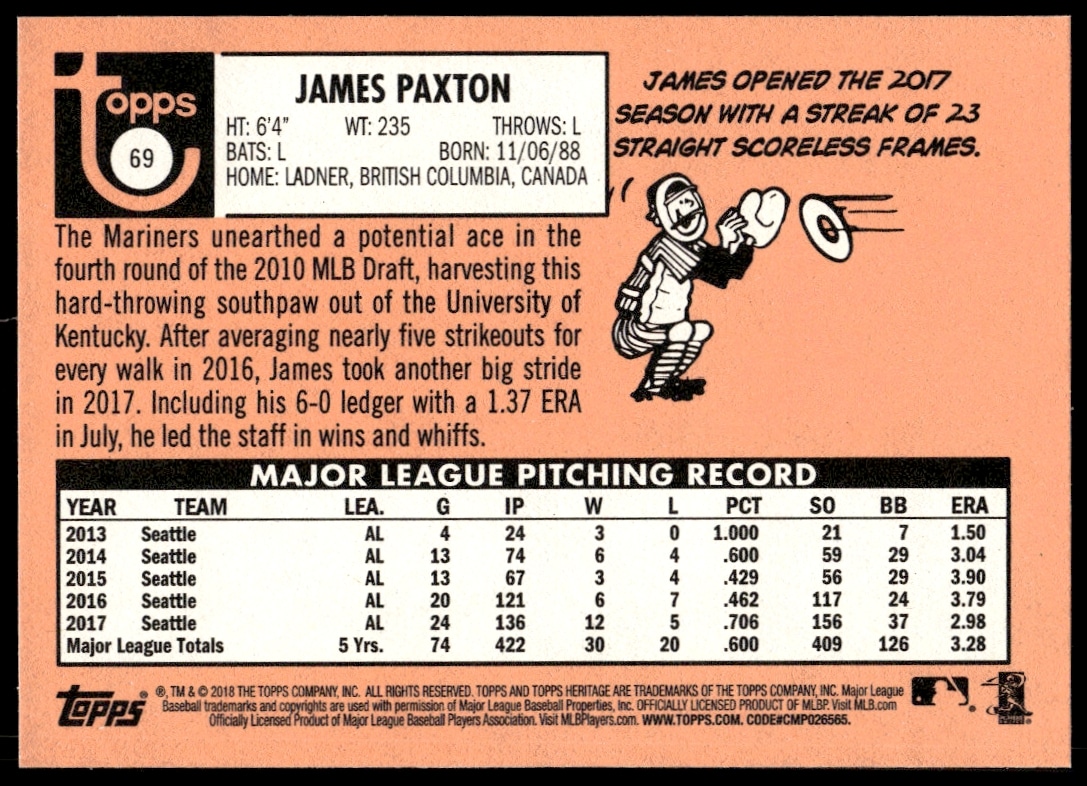 Topps
69
JAMES PAXTON
HT: 6'4" WT: 235 THROWS: L
BATS: L BORN: 11/06/88
HOME: LADNER, BRITISH COLUMBIA, CANADA
JAMES OPENED THE 2017
SEASON WITH A STREAK OF 23
STRAIGHT SCORELESS FRAMES.
The Mariners unearthed a potential ace in the
fourth round of the 2010 MLB Draft, harvesting this
hard-throwing southpaw out of the University of
Kentucky. After averaging nearly five strikeouts for
every walk in 2016, James took another big stride
in 2017. Including his 6-0 ledger with a 1.37 ERA
in July, he led the staff in wins and whiffs.
MAJOR LEAGUE PITCHING RECORD
YEAR TEAM LEA. G IP W L PCT SO BB ERA
2013 Seattle AL 4 24 3 0 1.000 21 7 1.50
2014 Seattle AL 13 74 6 4 .600 59 29 3.04
2015 Seattle AL 13 67 3 4 .429 56 29 3.90
2016 Seattle AL 20 121 6 7 .462 117 24 3.79
2017 Seattle AL 24 136 12 5 .706 156 37 2.98
Major League Totals 5 Yrs. 74 422 30 20 .600 409 126 3.28
Topps ®, TM & © 2018 THE TOPPS COMPANY, INC. ALL RIGHTS RESERVED. TOPPS AND TOPPS HERITAGE ARE TRADEMARKS OF THE TOPPS COMPANY, INC. Major League
Baseball trademarks and copyrights are used with permission of Major League Baseball Properties, Inc. OFFICIALLY LICENSED PRODUCT OF MLBP. Visit MLB.com
Officially Licensed Product of Major League Baseball Players Association. Visit MLBPlayers.com. WWW.TOPPS.COM. CODE#CMP026565.